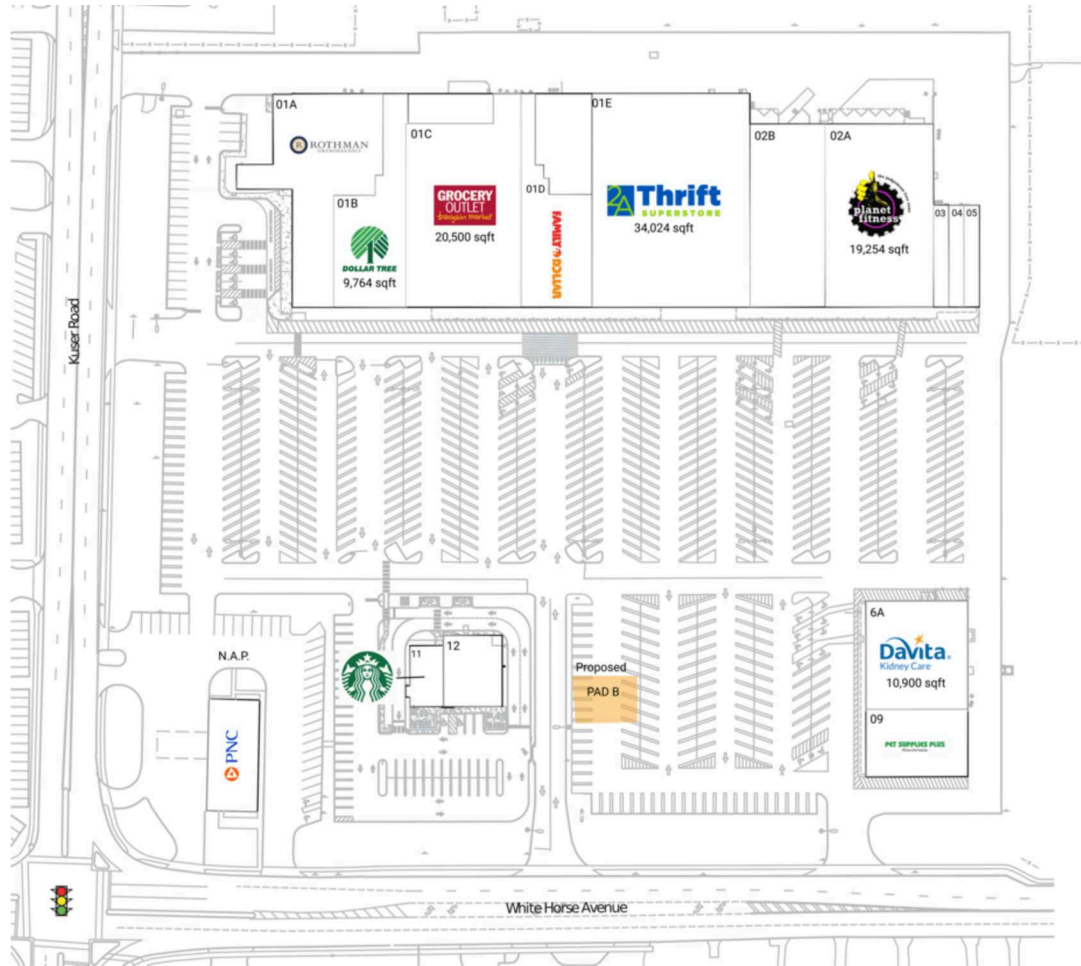 01A
R ROTHMAN
ORTHOPAEDICS
01B
DOLLAR TREE
9,764 sqft
01C
GROCERY
OUTLET
bargain market
20,500 sqft
01D
FAMILY DOLLAR
01E
2A Thrift
SUPERSTORE
34,024 sqft
02B
02A
planet
fitness
19,254 sqft
03
04
05
Kuser Road
N.A.P.
PNC
11
12
Proposed
PAD B
6A
DaVita
Kidney Care
10,900 sqft
09
PET SUPPLIES PLUS
White Horse Avenue